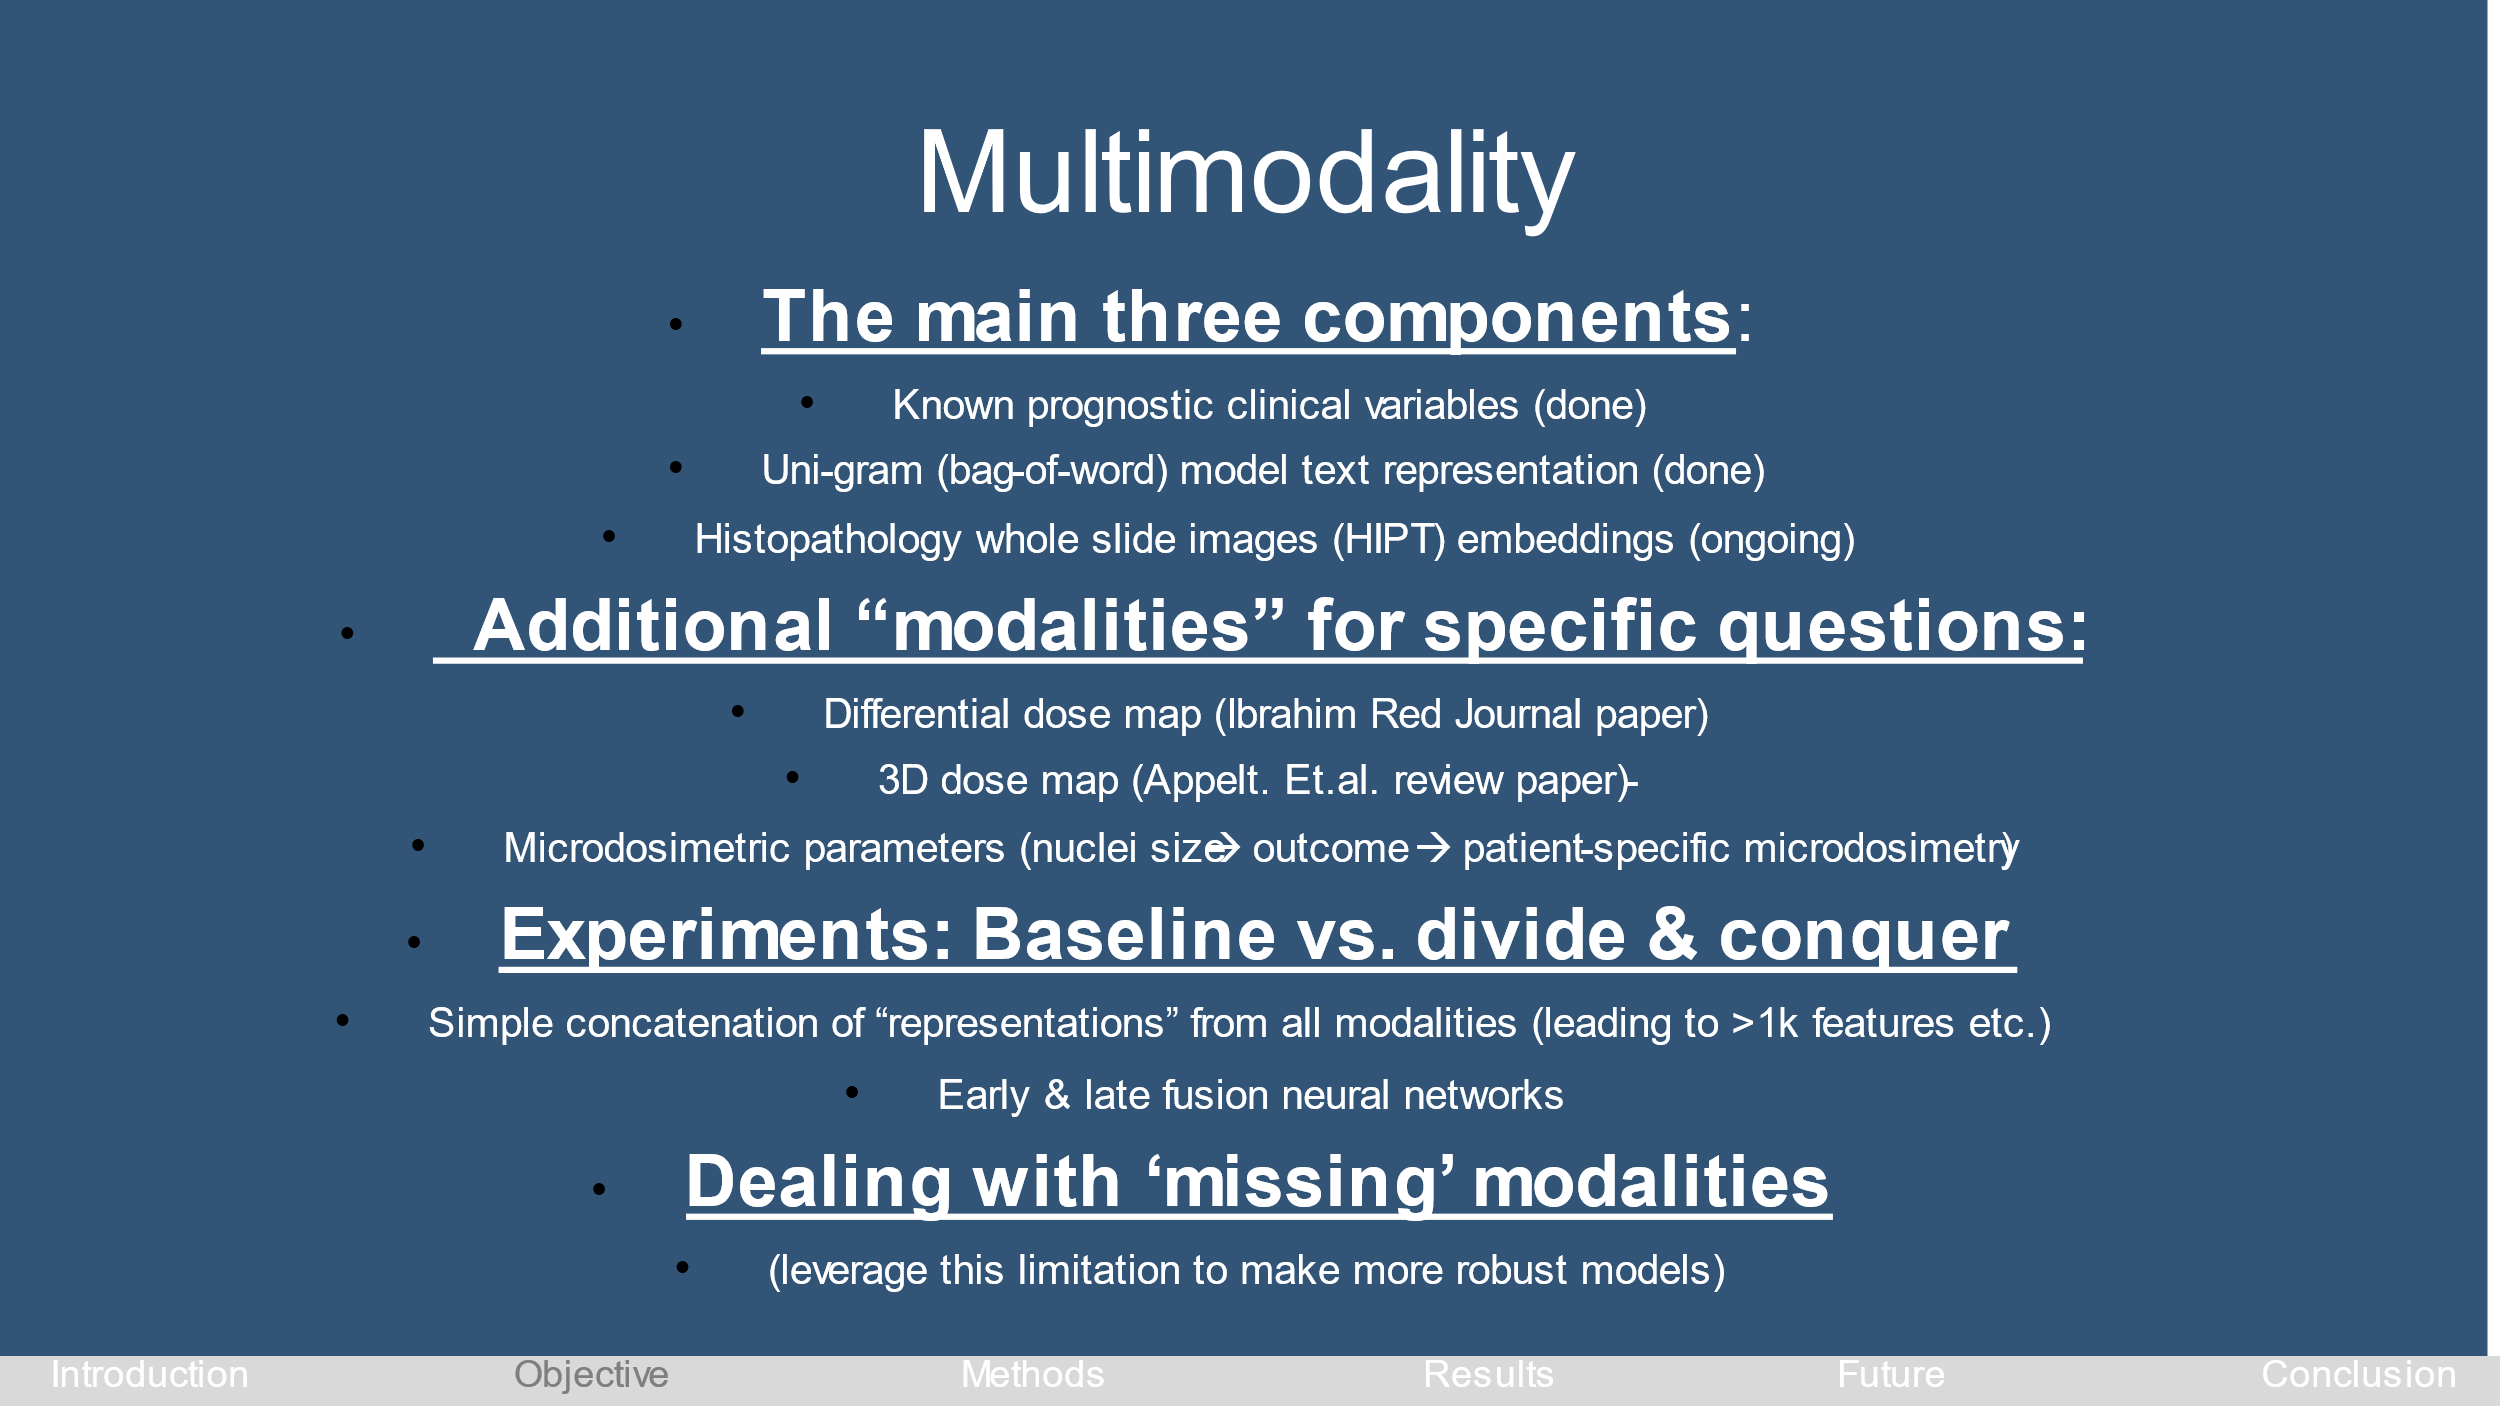 Multimodality
• The main three components:
• Known prognostic clinical variables (done)
• Uni-gram (bag-of-word) model text representation (done)
• Histopathology whole slide images (HIPT) embeddings (ongoing)
• Additional “modalities” for specific questions:
• Differential dose map (Ibrahim Red Journal paper)
• 3D dose map (Appelt. Et.al. review paper)-
• Microdosimetric parameters (nuclei size→ outcome → patient-specific microdosimetry)
• Experiments: Baseline vs. divide & conquer
• Simple concatenation of “representations” from all modalities (leading to >1k features etc.)
• Early & late fusion neural networks
• Dealing with ‘missing’ modalities
• (leverage this limitation to make more robust models)
Introduction Objective Methods Results Future Conclusion